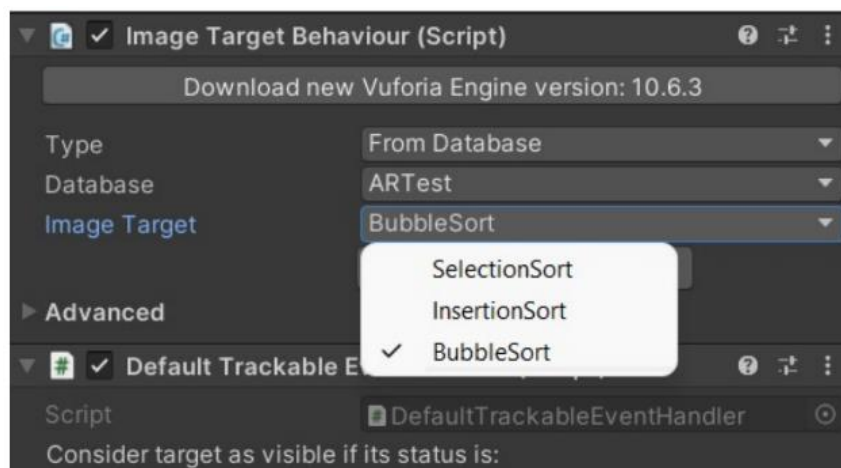 Image Target Behaviour (Script)
Download new Vuforia Engine version: 10.6.3
Type From Database
Database ARTest
Image Target BubbleSort
SelectionSort
InsertionSort
Advanced
BubbleSort
Default Trackable
Script DefaultTrackableEventHandler
Consider target as visible if its status is: